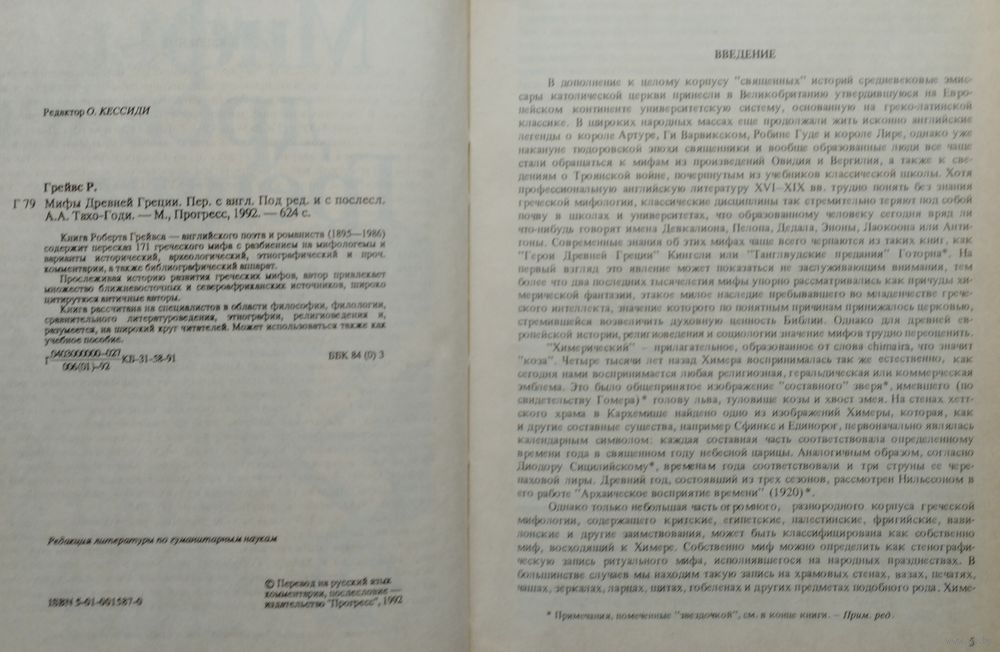 Редактор О. КЕССИДИ
Грейвс Р.
Г 79 Мифы Древней Греции. Пер. с англ. Под ред. и с послесл.
А.А. Тахо-Годи. — М., Прогресс, 1992. — 624 с.
Книга Роберта Грейвса — английского поэта и романиста (1895—1986)
содержит пересказ 171 греческого мифа с разбиением на мифологемы и
варианты исторический, археологический, этнографический и проч.
комментарии, а также библиографический аппарат.
Прослеживая историю развития греческих мифов, автор привлекает
множество ближневосточных и североафриканских источников, широко
цитируются античные авторы.
Книга рассчитана на специалистов в области философии, филологии,
сравнительного литературоведения, этнографии, религиоведения и,
разумеется, на широкий круг читателей. Может использоваться также как
учебное пособие.
Г 0403000000—027 КБ—31—58—91 ББК 84 (0) 3
006(01)—92
Редакция литературы по гуманитарным наукам
© Перевод на русский язык
комментарии, послесловие —
издательство "Прогресс", 1992
ISBN 5-01-001587-0
ВВЕДЕНИЕ
В дополнение к целому корпусу "священных" историй средневековые эмис-
сары католической церкви принесли в Великобританию утвердившуюся на Евро-
пейском континенте университетскую систему, основанную на греко-латинской
классике. В широких народных массах еще продолжали жить исконно английские
легенды о короле Артуре, Ги Варвикском, Робине Гуде и короле Лире, однако уже
накануне тюдоровской эпохи священники и вообще образованные люди все чаще
стали обращаться к мифам из произведений Овидия и Вергилия, а также к све-
дениям о Троянской войне, почерпнутым из учебников классической школы. Хотя
профессиональную английскую литературу XVI—XIX вв. трудно понять без знания
греческой мифологии, классические дисциплины так стремительно теряют под собой
почву в школах и университетах, что образованному человеку сегодня вряд ли
что-нибудь говорят имена Девкалиона, Пелопа, Дедала, Эноны, Лаокоона или Анти-
гоны. Современные знания об этих мифах чаще всего черпаются из таких книг, как
"Герои Древней Греции" Кингсли или "Танглвудские предания" Готорна*. На
первый взгляд это явление может показаться не заслуживающим внимания, тем
более что два последних тысячелетия мифы упорно рассматривались как причуды хи-
мерической фантазии, этакое милое наследие пребывавшего во младенчестве грече-
ского интеллекта, значение которого по понятным причинам принижалось церковью,
стремившейся возвеличить духовную ценность Библии. Однако для древней ев-
ропейской истории, религиоведения и социологии значение мифов трудно переоценить.
"Химерический" — прилагательное, образованное от слова chimaira, что значит
"коза". Четыре тысячи лет назад Химера воспринималась так же естественно, как
сегодня нами воспринимается любая религиозная, геральдическая или коммерческая
эмблема. Это было общепринятое изображение "составного" зверя*, имевшего (по
свидетельству Гомера)* голову льва, туловище козы и хвост змея. На стенах хетт-
ского храма в Кархемише найдено одно из изображений Химеры, которая, как
и другие составные существа, например Сфинкс и Единорог, первоначально являлась
календарным символом: каждая составная часть соответствовала определенному
времени года в священном году небесной царицы. Аналогичным образом, согласно
Диодору Сицилийскому*, временам года соответствовали и три струны ее чере-
паховой лиры. Древний год, состоявший из трех сезонов, рассмотрен Нильссоном в
его работе "Архаическое восприятие времени" (1920)*.
Однако только небольшая часть огромного, разнородного корпуса греческой
мифологии, содержащего критские, египетские, палестинские, фригийские, вави-
лонские и другие заимствования, может быть классифицирована как собственно
миф, восходящий к Химере. Собственно миф можно определить как стенографи-
ческую запись ритуального мифа, исполнявшегося на народных празднествах. В
большинстве случаев мы находим такую запись на храмовых стенах, вазах, печатях,
чашах, зеркалах, ларцах, щитах, гобеленах и других предметах подобного рода. Химе-
* Примечания, помеченные "звездочкой", см. в конце книги. — Прим. ред.
5